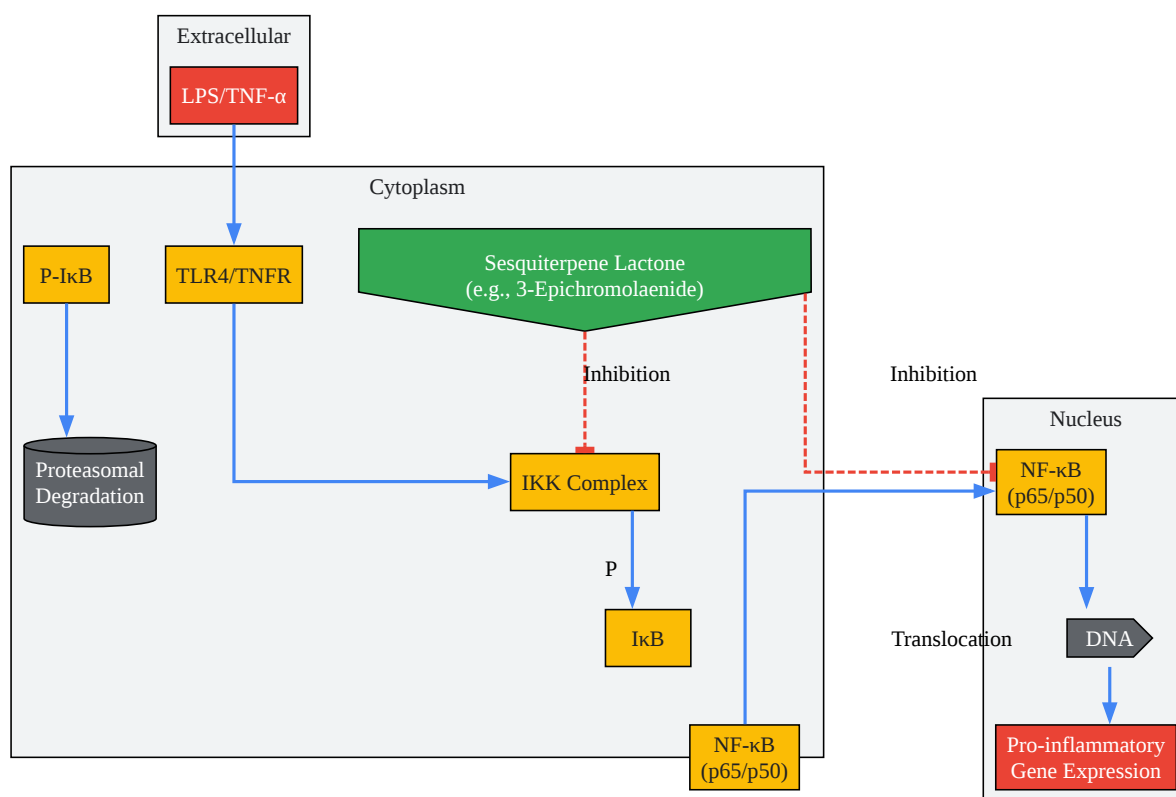 Extracellular
LPS/TNF-α
Cytoplasm
P-IκB
TLR4/TNFR
Sesquiterpene Lactone
(e.g., 3-Epichromolaenide)
Inhibition
Inhibition
Nucleus
Proteasomal
Degradation
IKK Complex
NF-κB
(p65/p50)
P
IκB
Translocation
DNA
NF-κB
(p65/p50)
Pro-inflammatory
Gene Expression